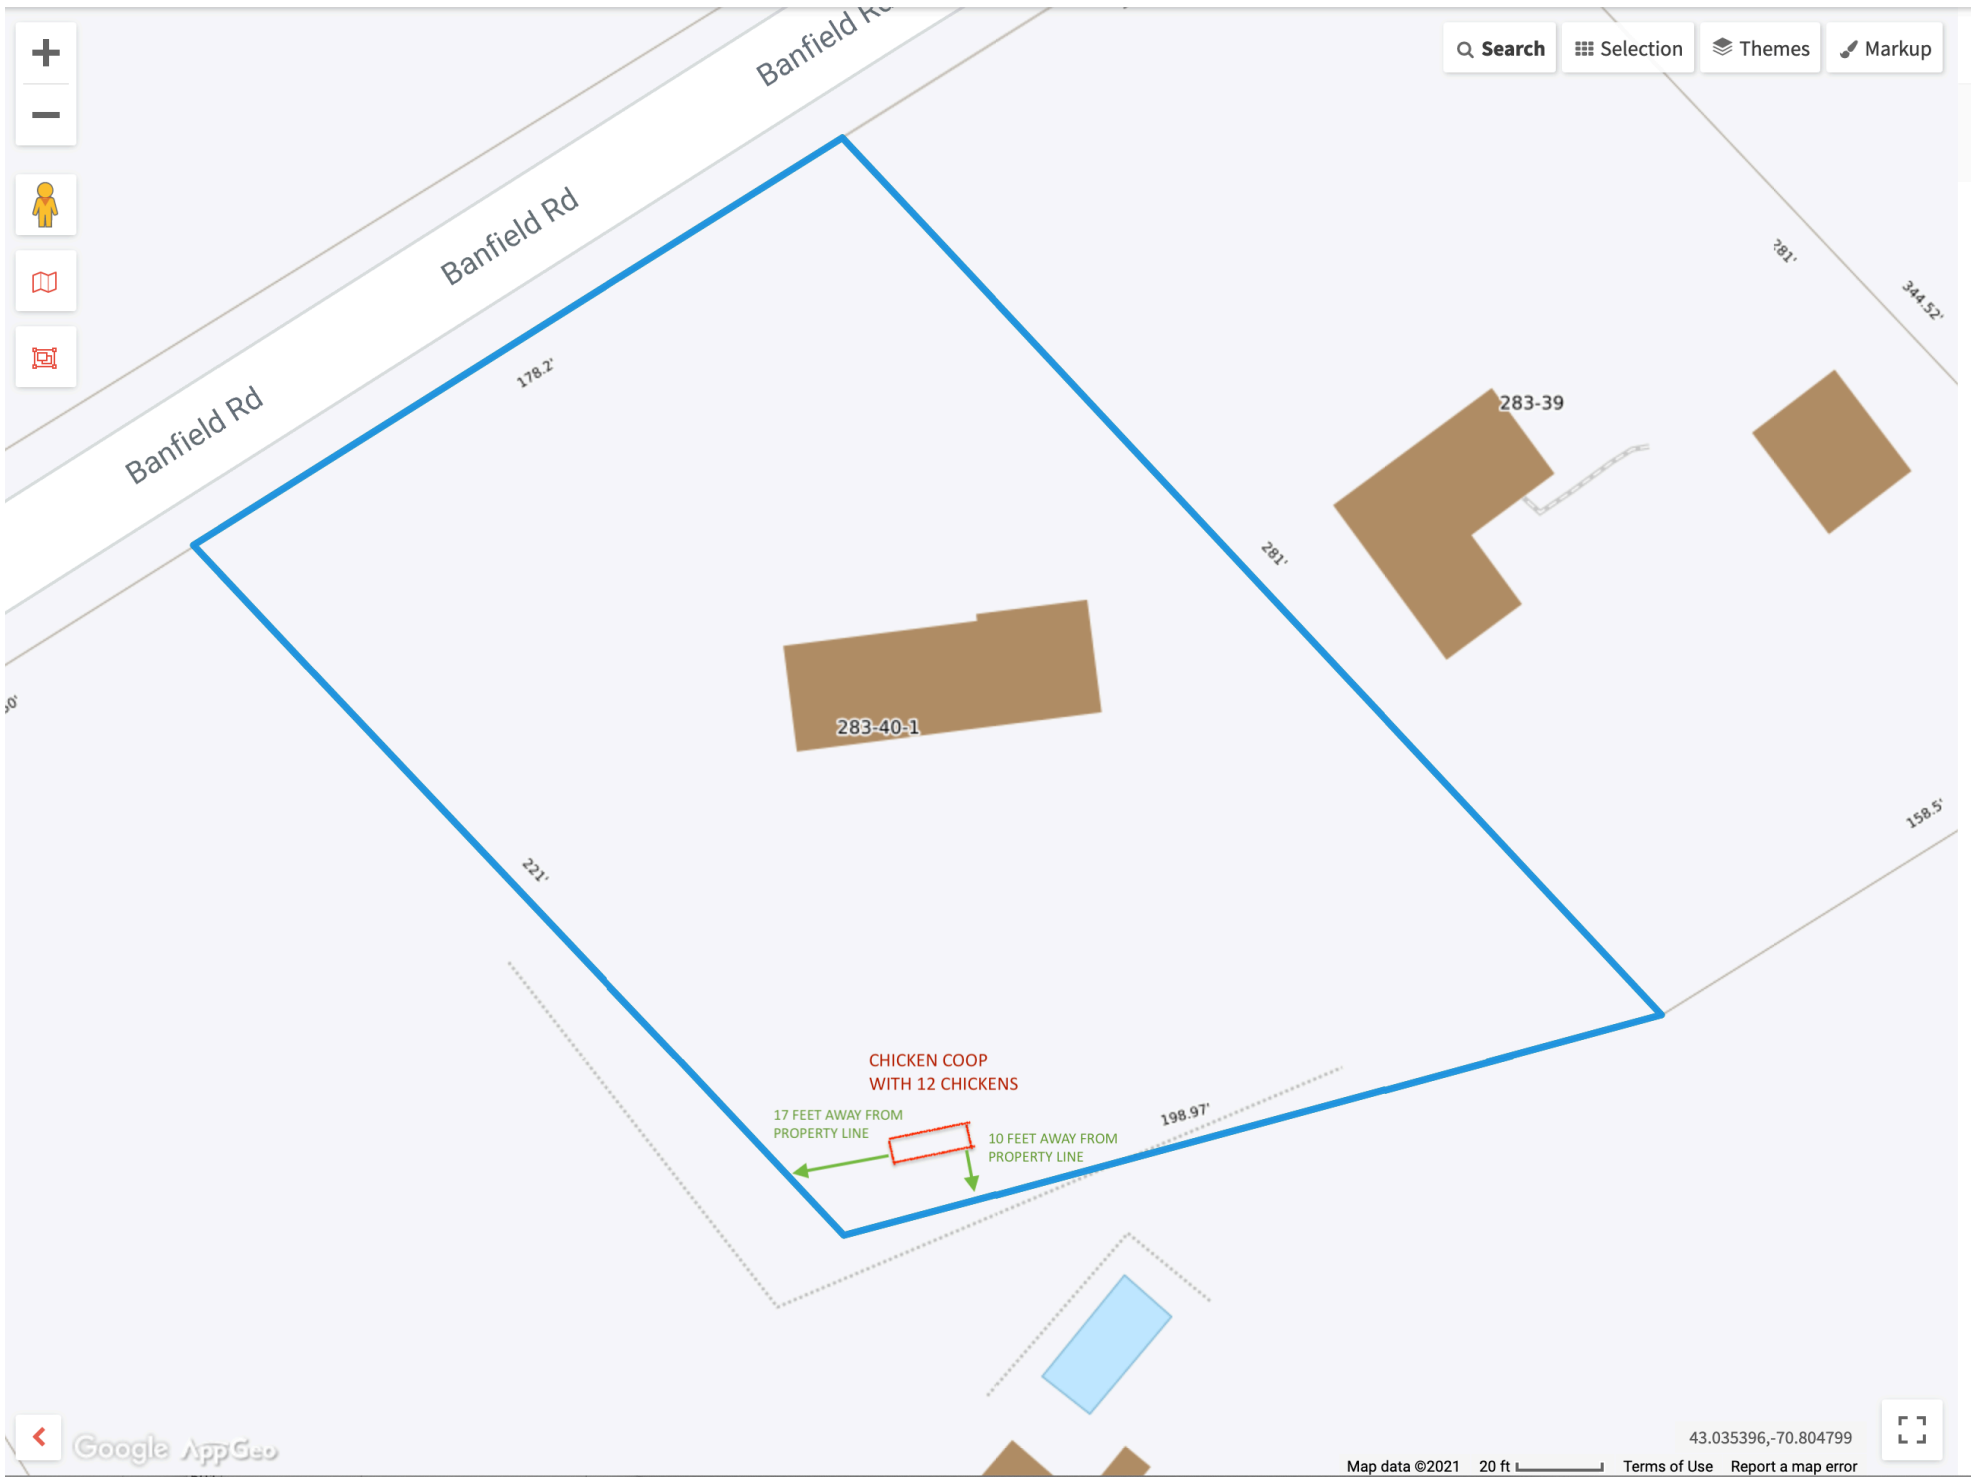 Banfield Rd
Search
Selection
Themes
Markup
Banfield Rd
281'
344.52'
178.2'
Banfield Rd
283-39
281'
283-40-1
158.5'
221'
CHICKEN COOP
WITH 12 CHICKENS
17 FEET AWAY FROM
PROPERTY LINE
198.97'
10 FEET AWAY FROM
PROPERTY LINE
Google AppGeo
43.035396,-70.804799
Map data ©2021 20 ft Terms of Use Report a map error